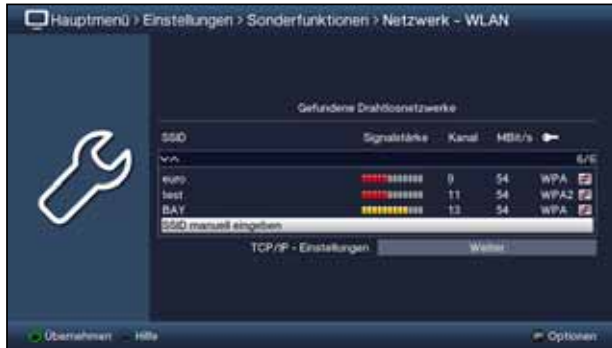 Hauptmenü > Einstellungen > Sonderfunktionen > Netzwerk - WLAN
Gefundene Drahtlosnetzwerke
SSID Signalstärke Kanal MBit/s
6/6
euro 9 54 WPA
test 11 54 WPA2
BAY 13 54 WPA
SSID manuell eingeben
TCP/IP - Einstellungen Weiter
Übernehmen Hilfe Optionen